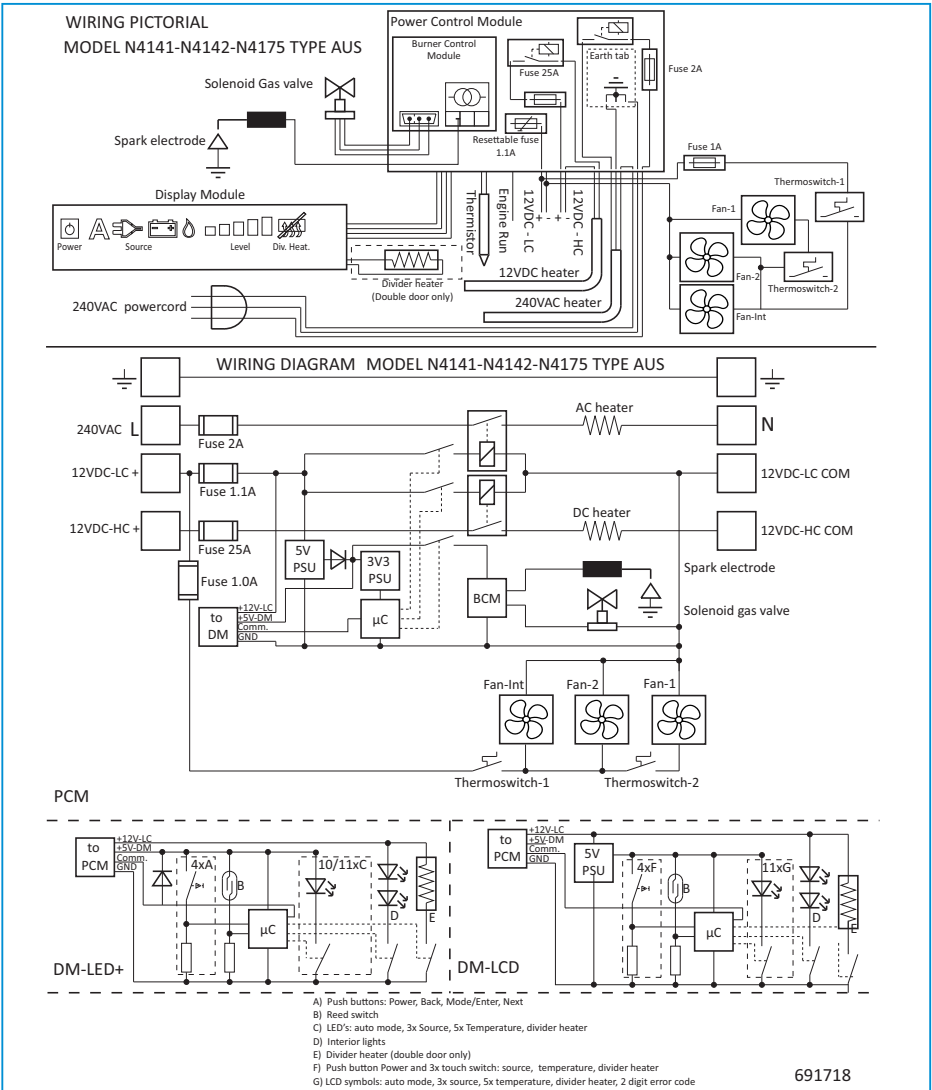 WIRING PICTORIAL
MODEL N4141-N4142-N4175 TYPE AUS
Power Control Module
Burner Control
Module
Fuse 25A
Earth tab
Fuse 2A
Solenoid Gas valve
Spark electrode
Resettable fuse
1.1A
Fuse 1A
Thermoswitch-1
Display Module
Power
A
Source
Level
Div. Heat.
Thermistor
Engine Run
12VDC - LC
+ - + -
12VDC - HC
Fan-1
Fan-2
Thermoswitch-2
Fan-Int
12VDC heater
Divider heater
(Double door only)
240VAC heater
240VAC powercord
WIRING DIAGRAM MODEL N4141-N4142-N4175 TYPE AUS
240VAC L
Fuse 2A
AC heater
N
12VDC-LC +
Fuse 1.1A
12VDC-LC COM
12VDC-HC +
Fuse 25A
DC heater
12VDC-HC COM
Fuse 1.0A
5V
PSU
3V3
PSU
BCM
Spark electrode
Solenoid gas valve
to
DM
+12V-LC
+5V-DM
Comm.
GND
µC
Fan-Int
Fan-2
Fan-1
Thermoswitch-1
Thermoswitch-2
PCM
to
PCM
+12V-LC
+5V-DM
Comm.
GND
4xA
B
10/11xC
µC
D
E
DM-LED+
to
PCM
+12V-LC
+5V-DM
Comm.
GND
5V
PSU
4xF
B
11xG
µC
D
E
DM-LCD
A) Push buttons: Power, Back, Mode/Enter, Next
B) Reed switch
C) LED's: auto mode, 3x Source, 5x Temperature, divider heater
D) Interior lights
E) Divider heater (double door only)
F) Push button Power and 3x touch switch: source, temperature, divider heater
G) LCD symbols: auto mode, 3x source, 5x temperature, divider heater, 2 digit error code
691718